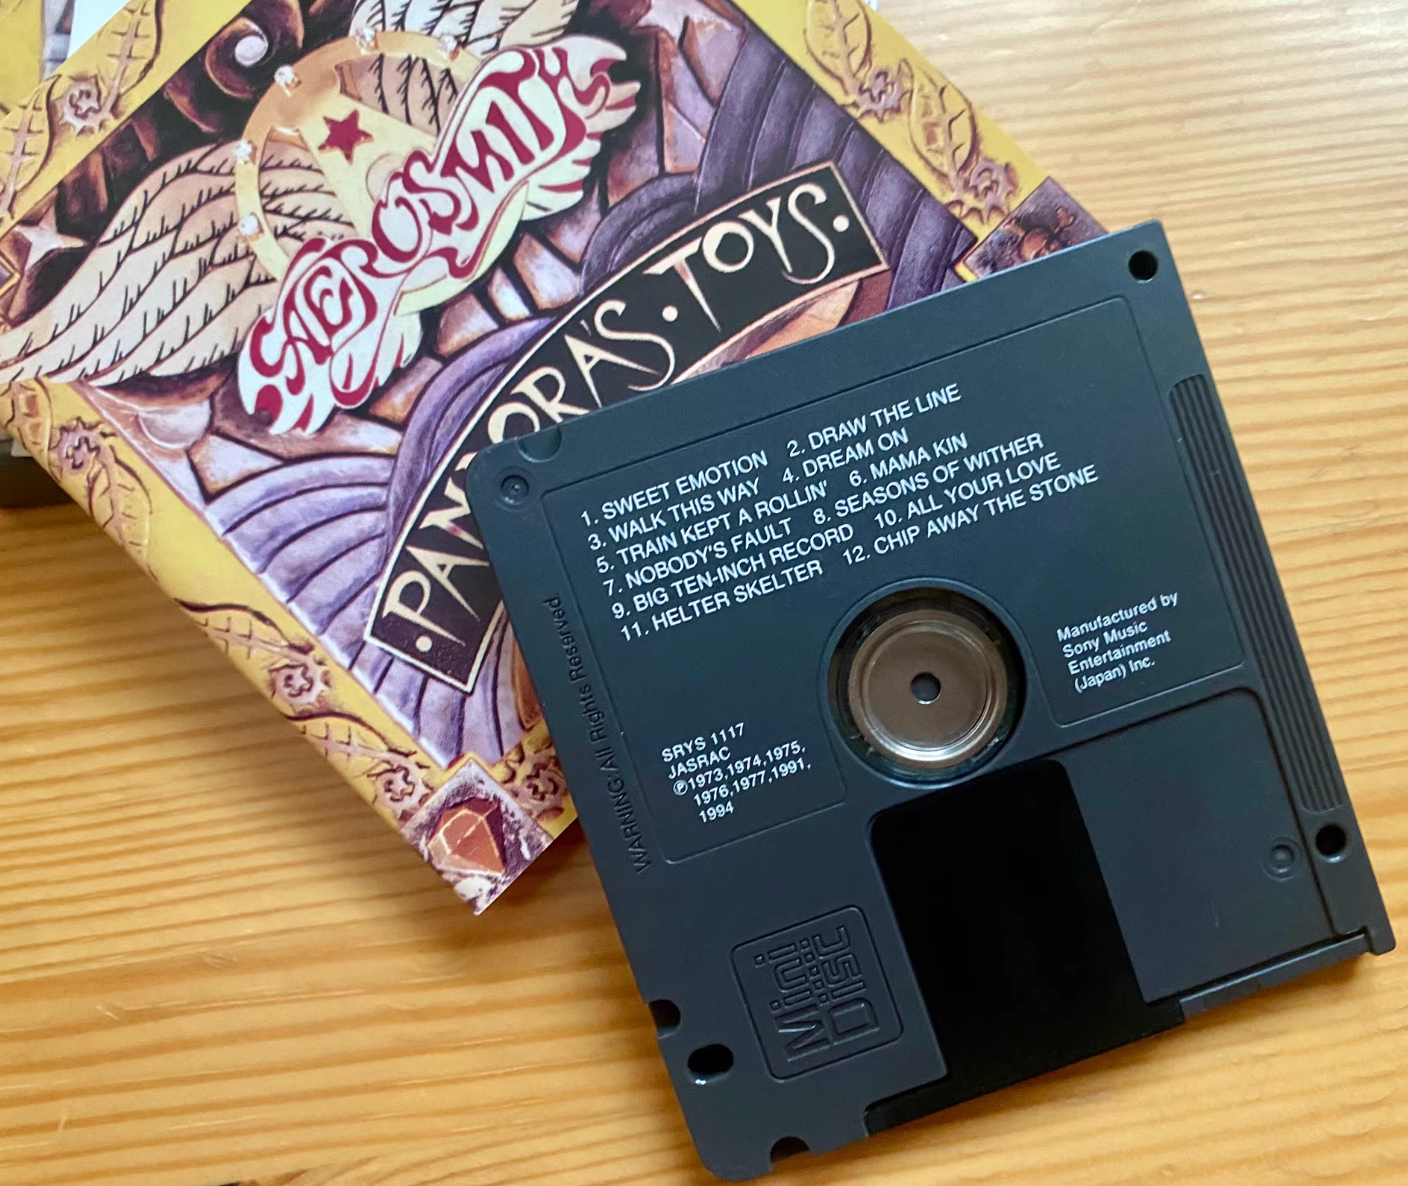 AEROSMITH
·PANDORA'S·TOYS·
1. SWEET EMOTION 2. DRAW THE LINE
3. WALK THIS WAY 4. DREAM ON
5. TRAIN KEPT A ROLLIN' 6. MAMA KIN
7. NOBODY'S FAULT 8. SEASONS OF WITHER
9. BIG TEN-INCH RECORD 10. ALL YOUR LOVE
11. HELTER SKELTER 12. CHIP AWAY THE STONE
Manufactured by
Sony Music
Entertainment
(Japan) Inc.
SRYS 1117
JASRAC
℗1973,1974,1975,
1976,1977,1991,
1994
WARNING:All Rights Reserved
Mini
Disc